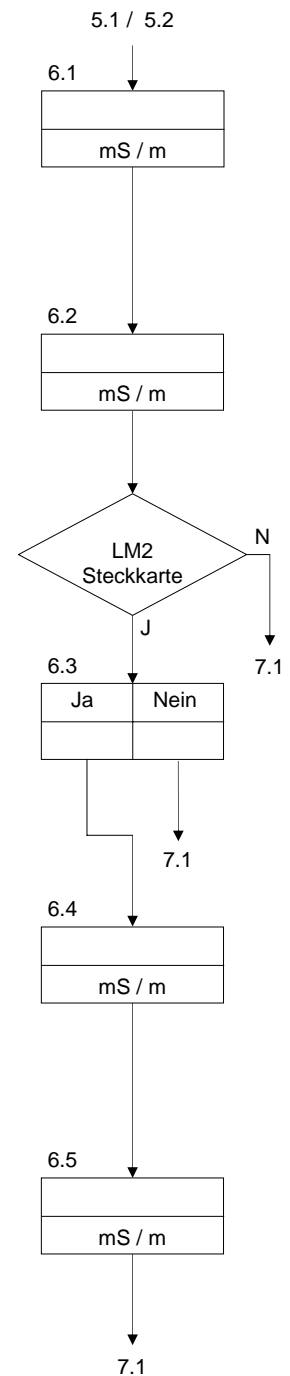 5.1 / 5.2
6.1
mS / m
6.2
mS / m
LM2
Steckkarte
N
J
7.1
6.3
Ja Nein
7.1
6.4
mS / m
6.5
mS / m
7.1